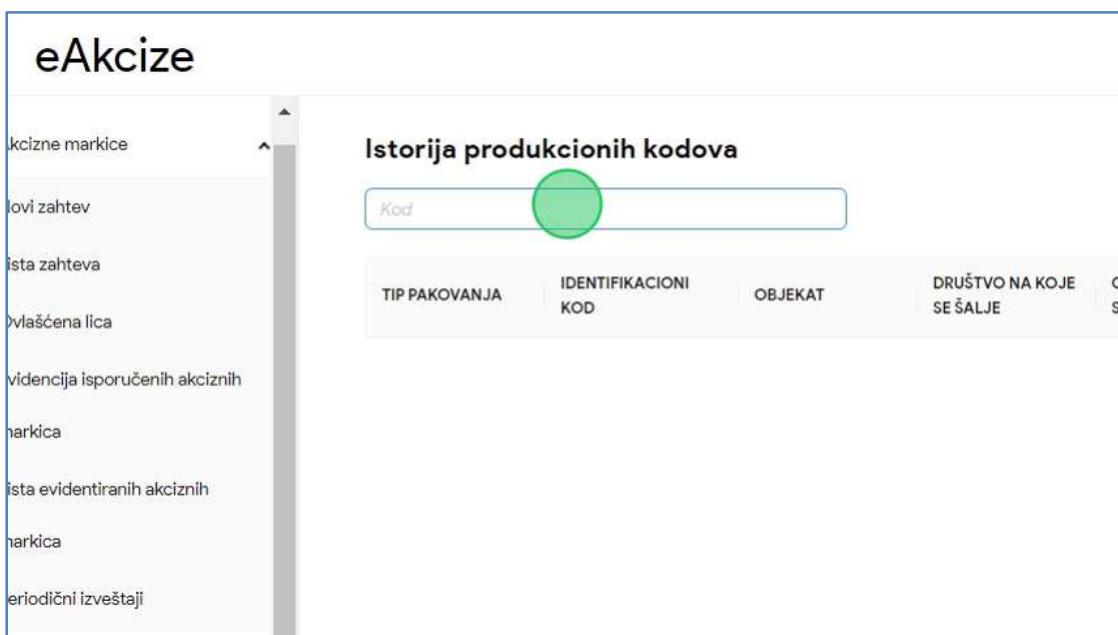 eAkcize
kcizne markice
lovi zahtev
ista zahteva
vlašćena lica
videncija isporučenih akciznih
narkica
ista evidentiranih akciznih
narkica
eriodični izveštaji
Istorija produkcionih kodova
Kod
TIP PAKOVANJA
IDENTIFIKACIONI
KOD
OBJEKAT
DRUŠTVO NA KOJE
SE ŠALJE